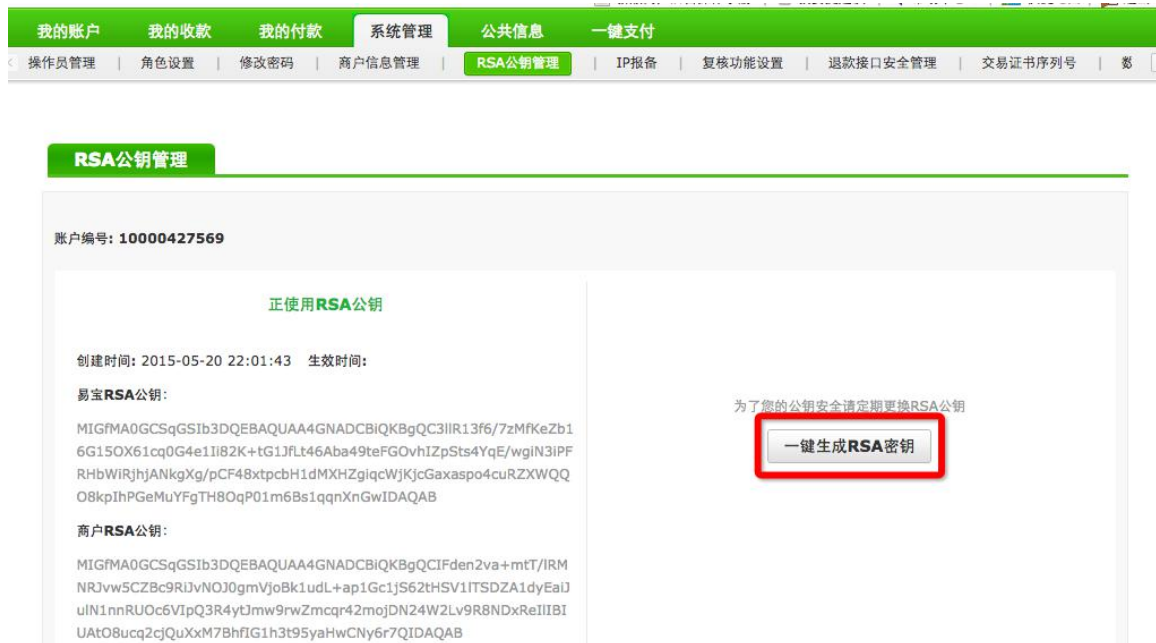 我的账户 我的收款 我的付款 系统管理 公共信息 一键支付
操作员管理 | 角色设置 | 修改密码 | 商户信息管理 | RSA公钥管理 | IP报备 | 复核功能设置 | 退款接口安全管理 | 交易证书序列号 |
RSA公钥管理
账户编号: 10000427569
正使用RSA公钥
创建时间: 2015-05-20 22:01:43 生效时间:
易宝RSA公钥:
MIGfMA0GCSqGSIb3DQEBAQUAA4GNADCBiQKBgQC3llR13f6/7zMfKeZb1
6G15OX61cq0G4e1Ii82K+tG1JfLt46Aba49teFGOvhIZpSts4YqE/wgiN3iPF
RHbWiRjhjANkgXg/pCF48xtpcbH1dMXHZgiqcWjKjcGaxaspo4cuRZXWQQ
O8kpIhPGeMuYFgTH8OqP01m6Bs1qqnXnGwIDAQAB
商户RSA公钥:
MIGfMA0GCSqGSIb3DQEBAQUAA4GNADCBiQKBgQCIFden2va+mtT/lRM
NRJvw5CZBc9RiJvNOJ0gmVjoBk1udL+ap1Gc1jS62tHSV1lTSDZA1dyEaiJ
ulN1nnRUOc6VIpQ3R4ytJmw9rwZmcqr42mojDN24W2Lv9R8NDxReIlIBI
UAtO8ucq2cjQuXxM7BhfIG1h3t95yaHwCNy6r7QIDAQAB
为了您的公钥安全请定期更换RSA公钥
一键生成RSA密钥